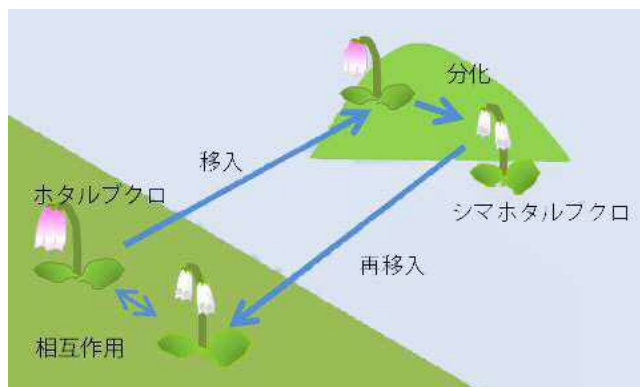 分化
移入
ホタルブクロ
シマホタルブクロ
再移入
相互作用